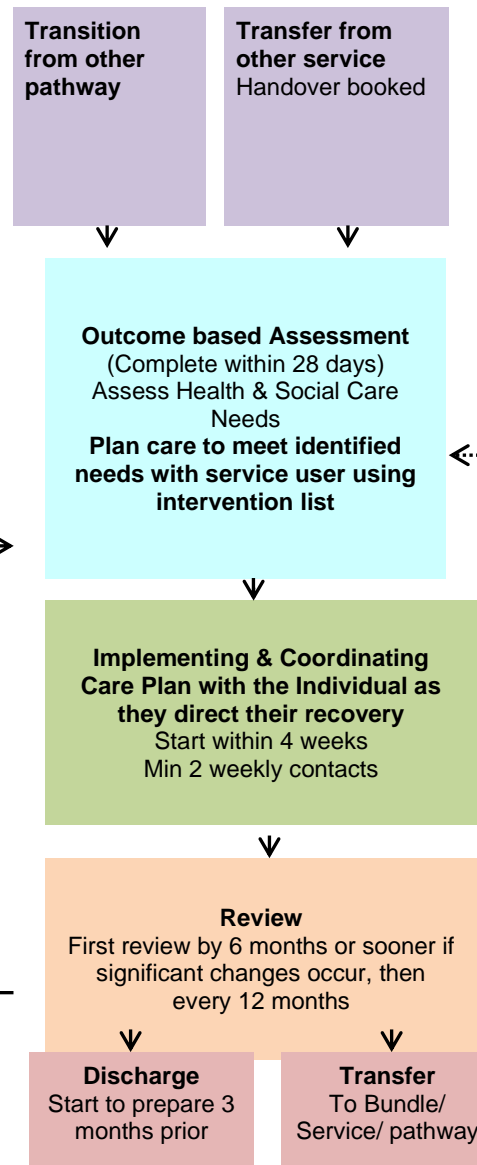 Transition
from other
pathway
Transfer from
other service
Handover booked
Outcome based Assessment
(Complete within 28 days)
Assess Health & Social Care
Needs
Plan care to meet identified
needs with service user using
intervention list
Implementing & Coordinating
Care Plan with the Individual as
they direct their recovery
Start within 4 weeks
Min 2 weekly contacts
Review
First review by 6 months or sooner if
significant changes occur, then
every 12 months
Discharge
Start to prepare 3
months prior
Transfer
To Bundle/
Service/ pathway